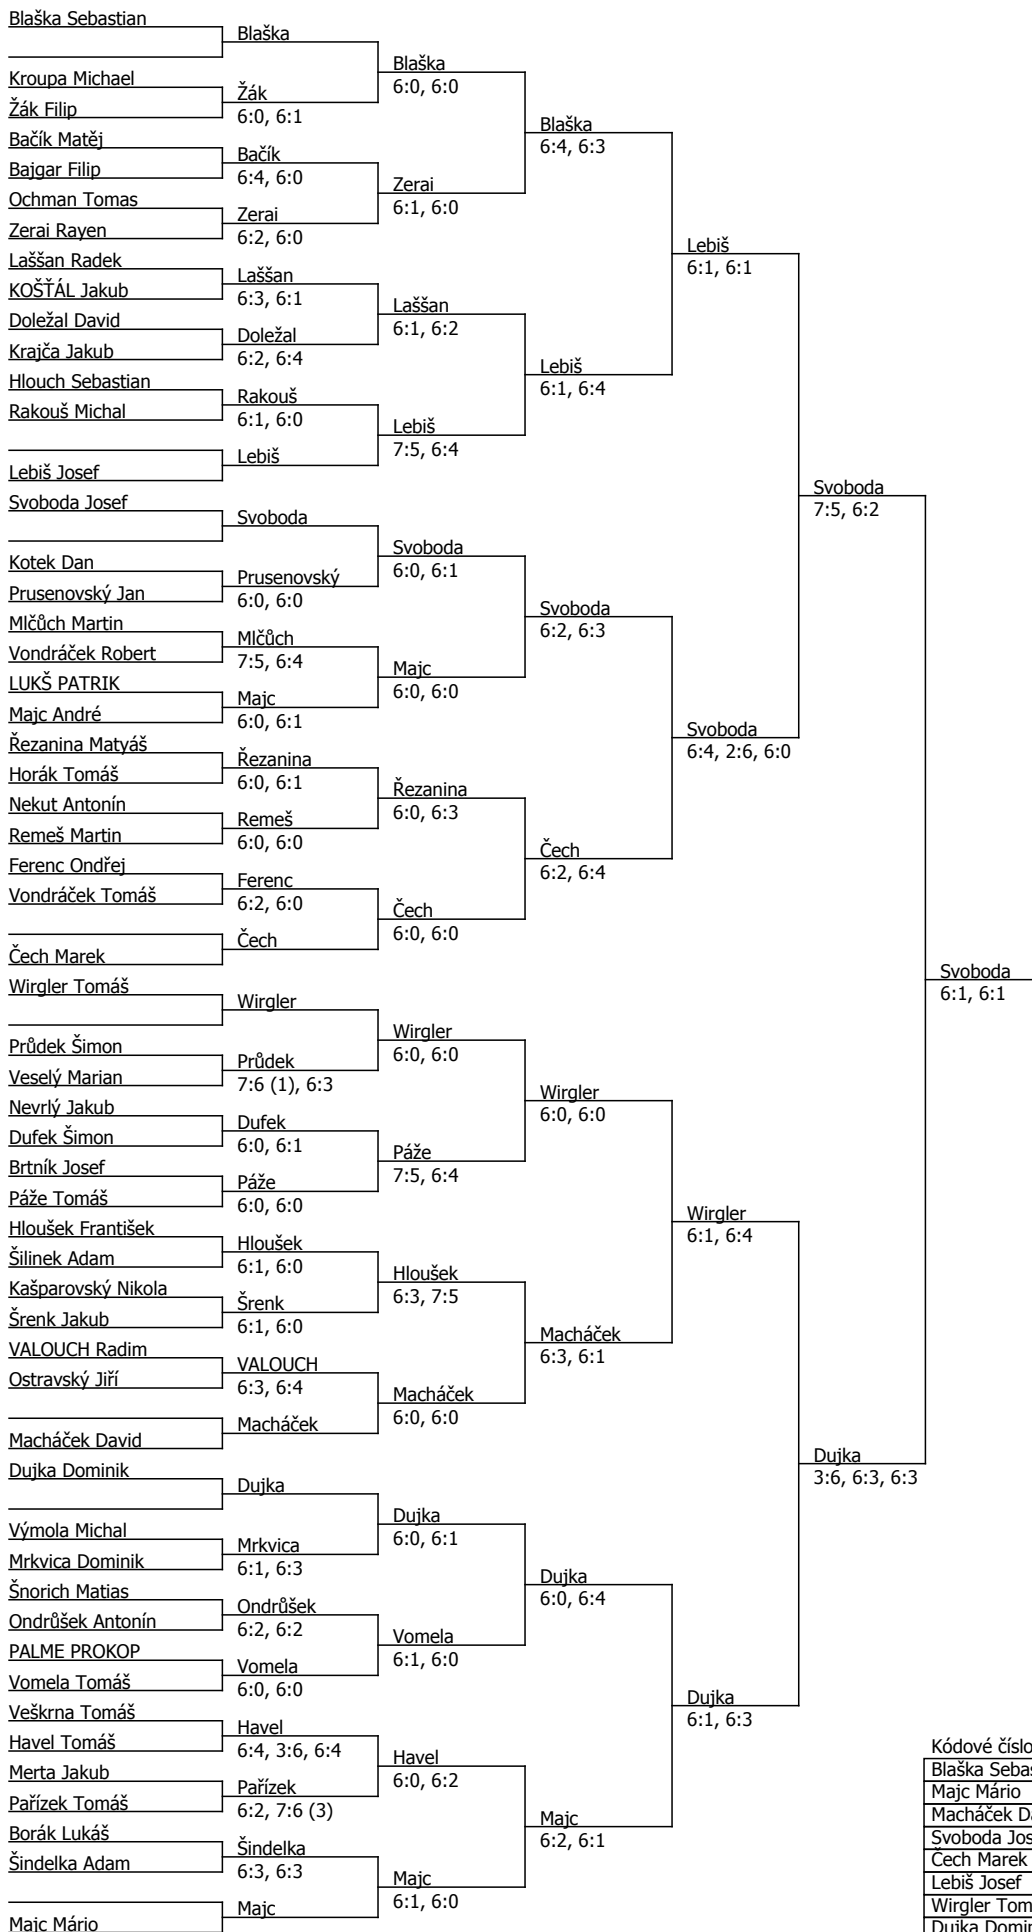 Blaška Sebastian
Blaška
Blaška
6:0, 6:0
Kroupa Michael
Žák
6:0, 6:1
Žák Filip
Blaška
6:4, 6:3
Bačík Matěj
Bačík
6:4, 6:0
Bajgar Filip
Zerai
6:1, 6:0
Ochman Tomas
Zerai
6:2, 6:0
Zerai Rayen
Lebiš
6:1, 6:1
Laššan Radek
Laššan
6:3, 6:1
KOŠŤÁL Jakub
Laššan
6:1, 6:2
Doležal David
Doležal
6:2, 6:4
Krajča Jakub
Lebiš
6:1, 6:4
Hlouch Sebastian
Rakouš
6:1, 6:0
Rakouš Michal
Lebiš
7:5, 6:4
Lebiš
Lebiš Josef
Svoboda
7:5, 6:2
Svoboda Josef
Svoboda
Svoboda
6:0, 6:1
Kotek Dan
Prusenovský
6:0, 6:0
Prusenovský Jan
Svoboda
6:2, 6:3
Mlčůch Martin
Mlčůch
7:5, 6:4
Vondráček Robert
Majc
6:0, 6:0
LUKŠ PATRIK
Majc
6:0, 6:1
Majc André
Svoboda
6:4, 2:6, 6:0
Řezanina Matyáš
Řezanina
6:0, 6:1
Horák Tomáš
Řezanina
6:0, 6:3
Nekut Antonín
Remeš
6:0, 6:0
Remeš Martin
Čech
6:2, 6:4
Ferenc Ondřej
Ferenc
6:2, 6:0
Vondráček Tomáš
Čech
6:0, 6:0
Čech
Čech Marek
Svoboda
6:1, 6:1
Wirgler Tomáš
Wirgler
Wirgler
6:0, 6:0
Průdek Šimon
Průdek
7:6 (1), 6:3
Veselý Marian
Wirgler
6:0, 6:0
Nevrlý Jakub
Dufek
6:0, 6:1
Dufek Šimon
Páže
7:5, 6:4
Brtník Josef
Páže
6:0, 6:0
Páže Tomáš
Wirgler
6:1, 6:4
Hloušek František
Hloušek
6:1, 6:0
Šilinek Adam
Hloušek
6:3, 7:5
Kašparovský Nikola
Šrenk
6:1, 6:0
Šrenk Jakub
Macháček
6:3, 6:1
VALOUCH Radim
VALOUCH
6:3, 6:4
Ostravský Jiří
Macháček
6:0, 6:0
Macháček
Macháček David
Dujka
3:6, 6:3, 6:3
Dujka Dominik
Dujka
Dujka
6:0, 6:1
Výmola Michal
Mrkvica
6:1, 6:3
Mrkvica Dominik
Dujka
6:0, 6:4
Šnorich Matias
Ondrůšek
6:2, 6:2
Ondrůšek Antonín
Vomela
6:1, 6:0
PALME PROKOP
Vomela
6:0, 6:0
Vomela Tomáš
Dujka
6:1, 6:3
Veškrna Tomáš
Havel
6:4, 3:6, 6:4
Havel Tomáš
Havel
6:0, 6:2
Merta Jakub
Pařízek
6:2, 7:6 (3)
Pařízek Tomáš
Majc
6:2, 6:1
Borák Lukáš
Šindelka
6:3, 6:3
Šindelka Adam
Majc
6:1, 6:0
Majc
Majc Mário
Kódové číslo
Blaška
Majc Mário
Macháček
Svoboda
Čech Marek
Lebiš Josef
Wirgler
Dujka